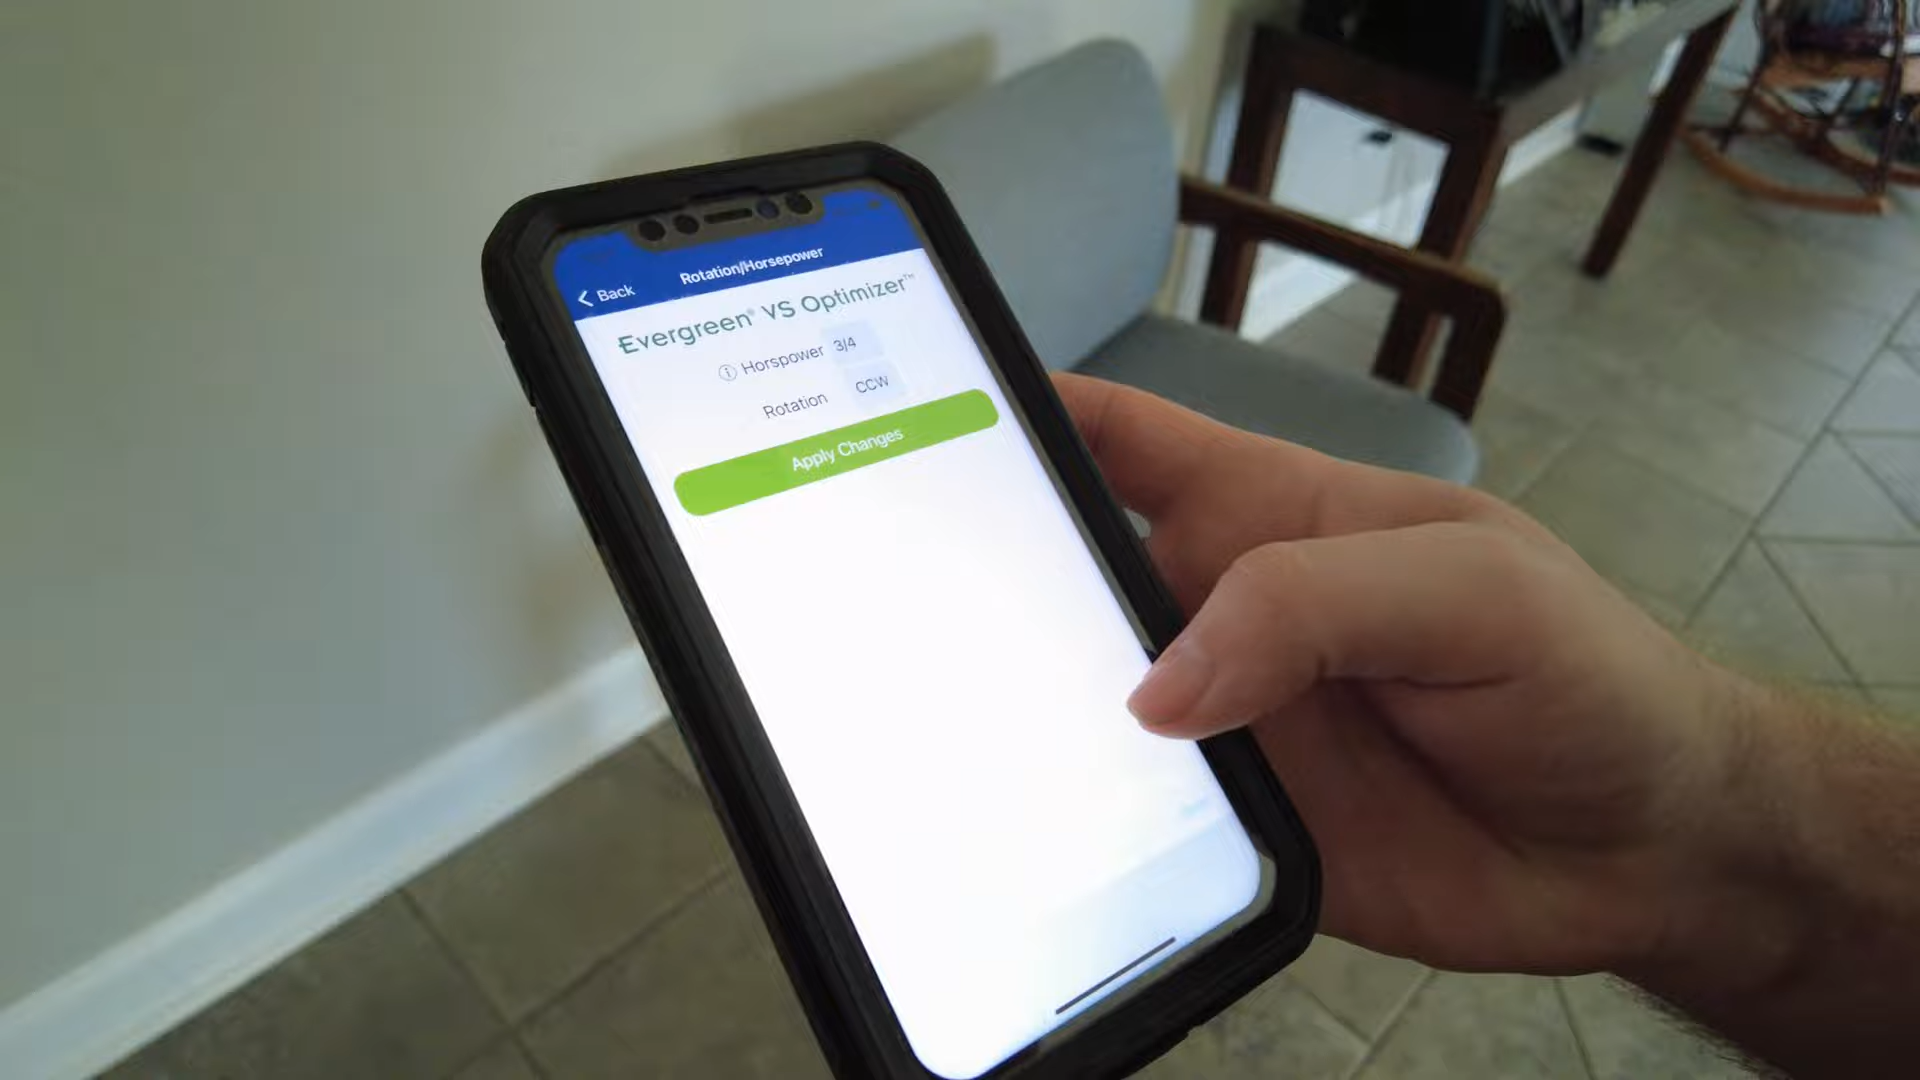 Rotation/Horsepower
Back
Evergreen® VS Optimizer™
Horspower 3/4
Rotation CCW
Apply Changes